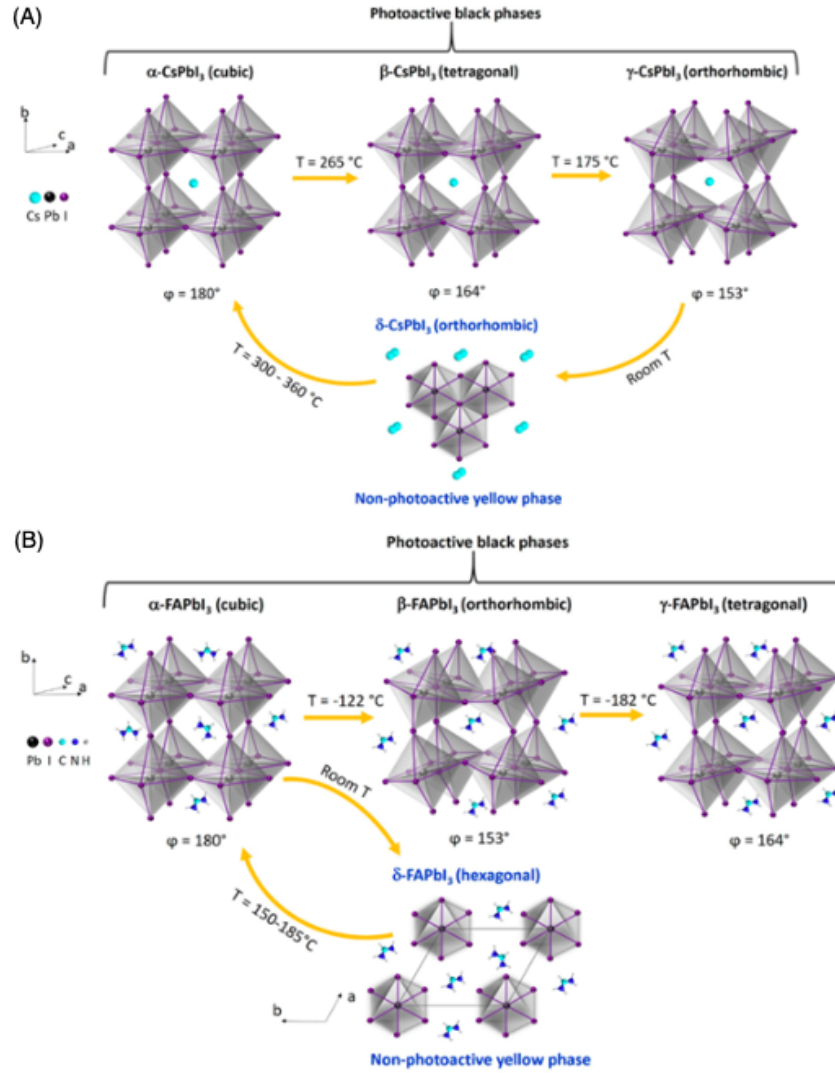 (A)
Photoactive black phases
α-CsPbI₃ (cubic)
β-CsPbI₃ (tetragonal)
γ-CsPbI₃ (orthorhombic)
b
c
a
T = 265 °C
T = 175 °C
Cs Pb I
φ = 180°
φ = 164°
φ = 153°
δ-CsPbI₃ (orthorhombic)
T = 300 - 360 °C
Room T
Non-photoactive yellow phase
(B)
Photoactive black phases
α-FAPbI₃ (cubic)
β-FAPbI₃ (orthorhombic)
γ-FAPbI₃ (tetragonal)
b
c
a
T = -122 °C
T = -182 °C
Pb I C N H
Room T
φ = 180°
φ = 153°
φ = 164°
δ-FAPbI₃ (hexagonal)
T = 150-185°C
a
b
Non-photoactive yellow phase